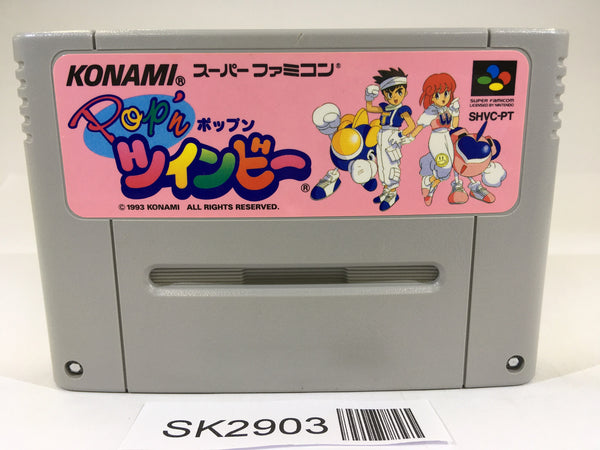 KONAMI® スーパーファミコン®
Pop'n ポップン
ツインビー®
© 1993 KONAMI ALL RIGHTS RESERVED.
SUPER FAMICOM
LICENSED BY NINTENDO
SHVC-PT
SK2903